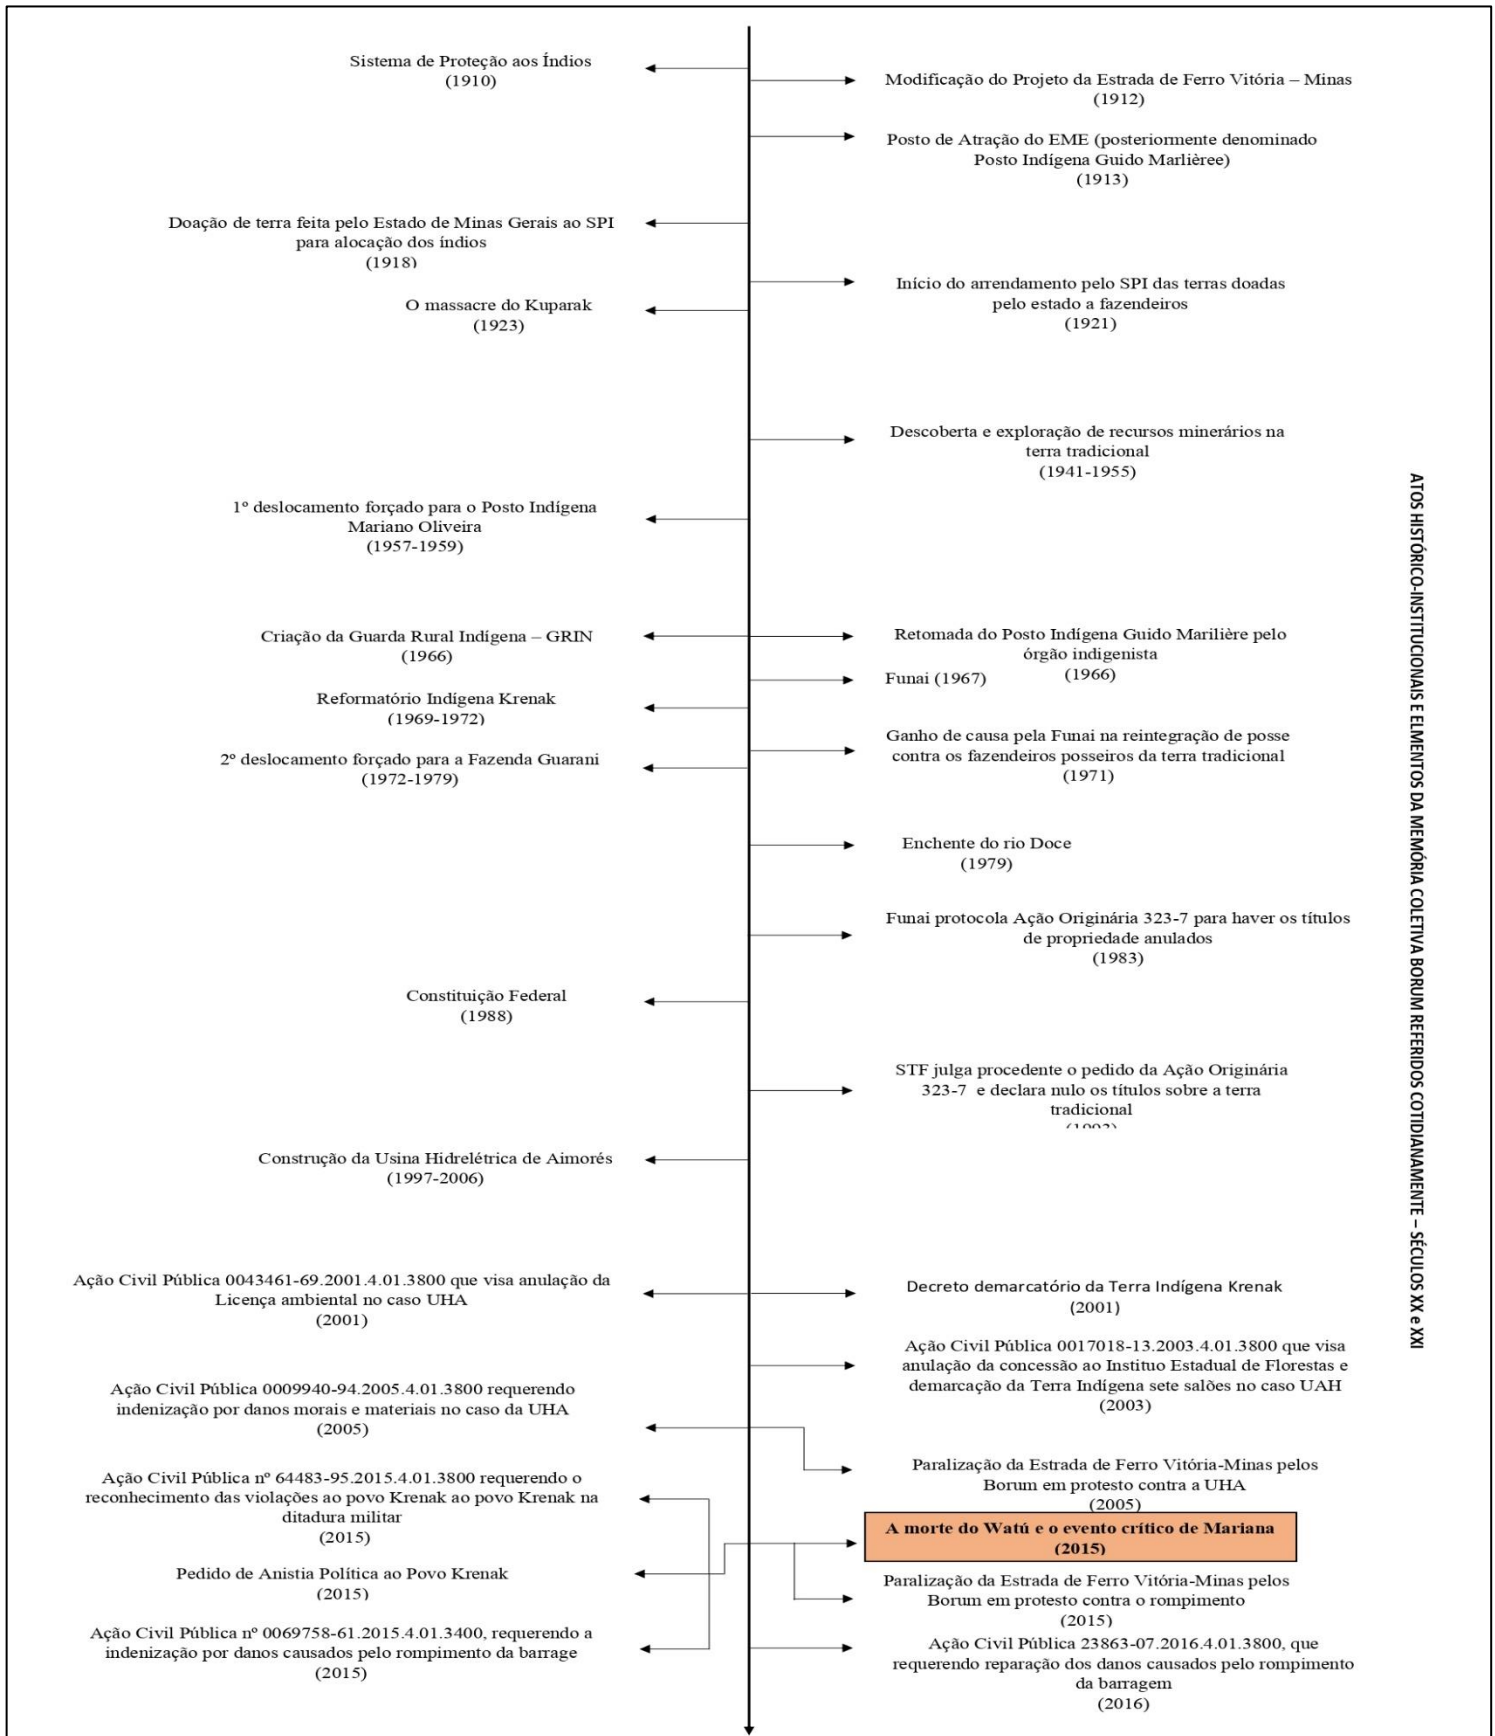 Sistema de Proteção aos Índios
(1910)
Modificação do Projeto da Estrada de Ferro Vitória – Minas
(1912)
Posto de Atração do EME (posteriormente denominado
Posto Indígena Guido Marlièree)
(1913)
Doação de terra feita pelo Estado de Minas Gerais ao SPI
para alocação dos índios
(1918)
Início do arrendamento pelo SPI das terras doadas
pelo estado a fazendeiros
(1921)
O massacre do Kuparak
(1923)
Descoberta e exploração de recursos minerários na
terra tradicional
(1941-1955)
1º deslocamento forçado para o Posto Indígena
Mariano Oliveira
(1957-1959)
Criação da Guarda Rural Indígena – GRIN
(1966)
Retomada do Posto Indígena Guido Marilière pelo
órgão indigenista
(1966)
Funai (1967)
Reformatório Indígena Krenak
(1969-1972)
Ganho de causa pela Funai na reintegração de posse
contra os fazendeiros posseiros da terra tradicional
(1971)
2º deslocamento forçado para a Fazenda Guarani
(1972-1979)
Enchente do rio Doce
(1979)
Funai protocola Ação Originária 323-7 para haver os títulos
de propriedade anulados
(1983)
Constituição Federal
(1988)
STF julga procedente o pedido da Ação Originária
323-7 e declara nulo os títulos sobre a terra
tradicional
Construção da Usina Hidrelétrica de Aimorés
(1997-2006)
Ação Civil Pública 0043461-69.2001.4.01.3800 que visa anulação da
Licença ambiental no caso UHA
(2001)
Decreto demarcatório da Terra Indígena Krenak
(2001)
Ação Civil Pública 0017018-13.2003.4.01.3800 que visa
anulação da concessão ao Instituo Estadual de Florestas e
demarcação da Terra Indígena sete salões no caso UAH
(2003)
Ação Civil Pública 0009940-94.2005.4.01.3800 requerendo
indenização por danos morais e materiais no caso da UHA
(2005)
Paralização da Estrada de Ferro Vitória-Minas pelos
Borum em protesto contra a UHA
(2005)
Ação Civil Pública nº 64483-95.2015.4.01.3800 requerendo o
reconhecimento das violações ao povo Krenak ao povo Krenak na
ditadura militar
(2015)
A morte do Watú e o evento crítico de Mariana
(2015)
Pedido de Anistia Política ao Povo Krenak
(2015)
Paralização da Estrada de Ferro Vitória-Minas pelos
Borum em protesto contra o rompimento
(2015)
Ação Civil Pública nº 0069758-61.2015.4.01.3400, requerendo a
indenização por danos causados pelo rompimento da barrage
(2015)
Ação Civil Pública 23863-07.2016.4.01.3800, que
requerendo reparação dos danos causados pelo rompimento
da barragem
(2016)
ATOS HISTÓRICO-INSTITUCIONAIS E ELMENTOS DA MEMÓRIA COLETIVA BORUM REFERIDOS COTIDIANAMENTE – SÉCULOS XX e XXI